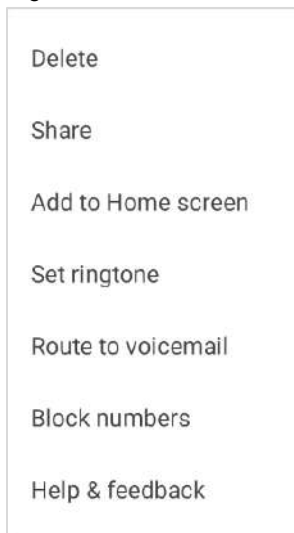 Delete
Share
Add to Home screen
Set ringtone
Route to voicemail
Block numbers
Help & feedback